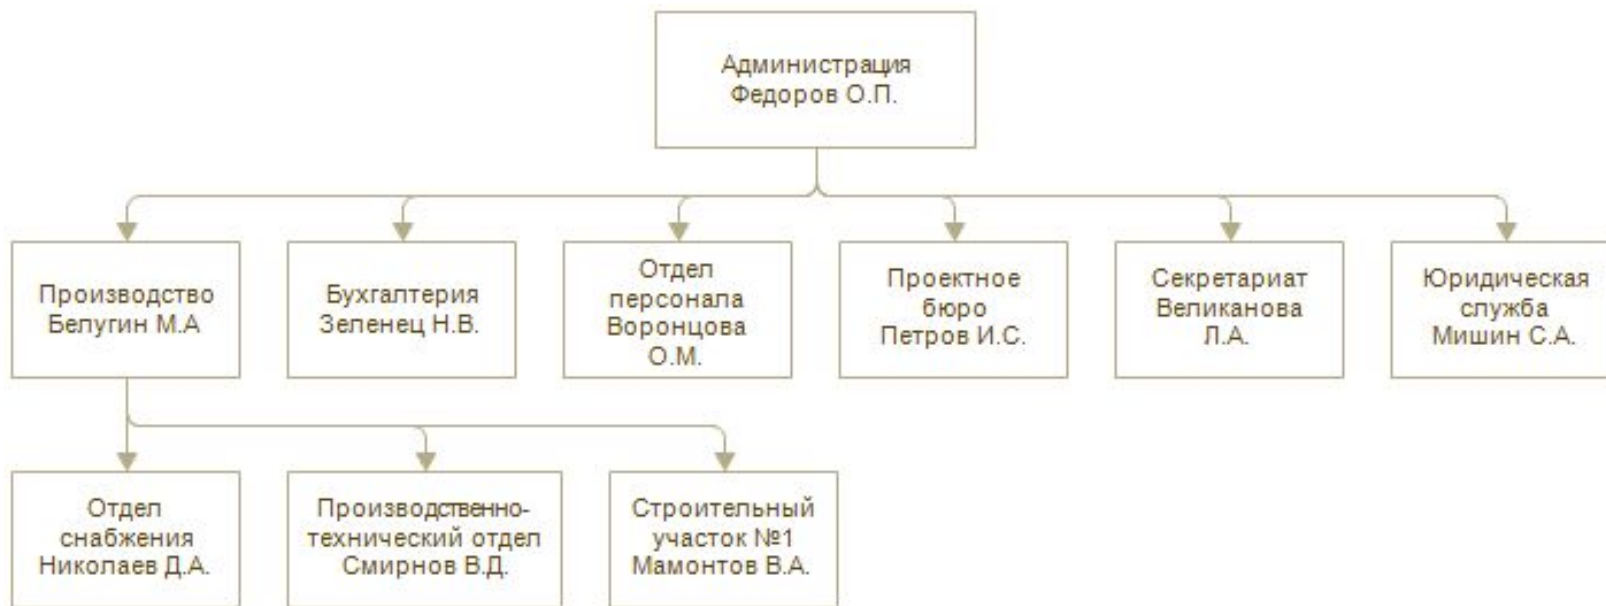 Администрация
Федоров О.П.
Производство
Белугин М.А
Бухгалтерия
Зеленец Н.В.
Отдел
персонала
Воронцова
О.М.
Проектное
бюро
Петров И.С.
Секретариат
Великанова
Л.А.
Юридическая
служба
Мишин С.А.
Отдел
снабжения
Николаев Д.А.
Производственно-
технический отдел
Смирнов В.Д.
Строительный
участок №1
Мамонтов В.А.